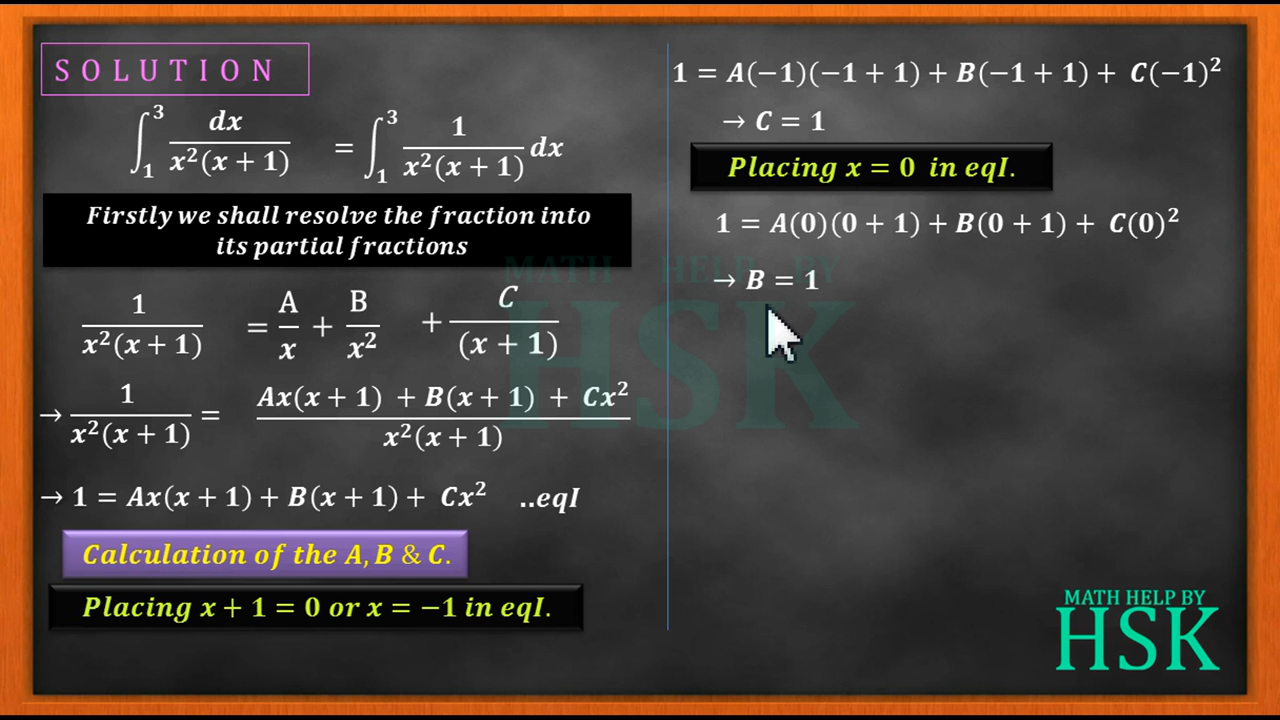 SOLUTION
∫₁³ dx / x²(x + 1) = ∫₁³ 1 / x²(x + 1) dx
Firstly we shall resolve the fraction into
its partial fractions
1 / x²(x + 1) = A / x + B / x² + C / (x + 1)
→ 1 / x²(x + 1) = Ax(x + 1) + B(x + 1) + Cx² / x²(x + 1)
→ 1 = Ax(x + 1) + B(x + 1) + Cx² ..eqI
Calculation of the A, B & C.
Placing x + 1 = 0 or x = −1 in eqI.
1 = A(−1)(−1 + 1) + B(−1 + 1) + C(−1)²
→ C = 1
Placing x = 0 in eqI.
1 = A(0)(0 + 1) + B(0 + 1) + C(0)²
→ B = 1
MATH HELP BY
HSK
MATH HELP BY
HSK